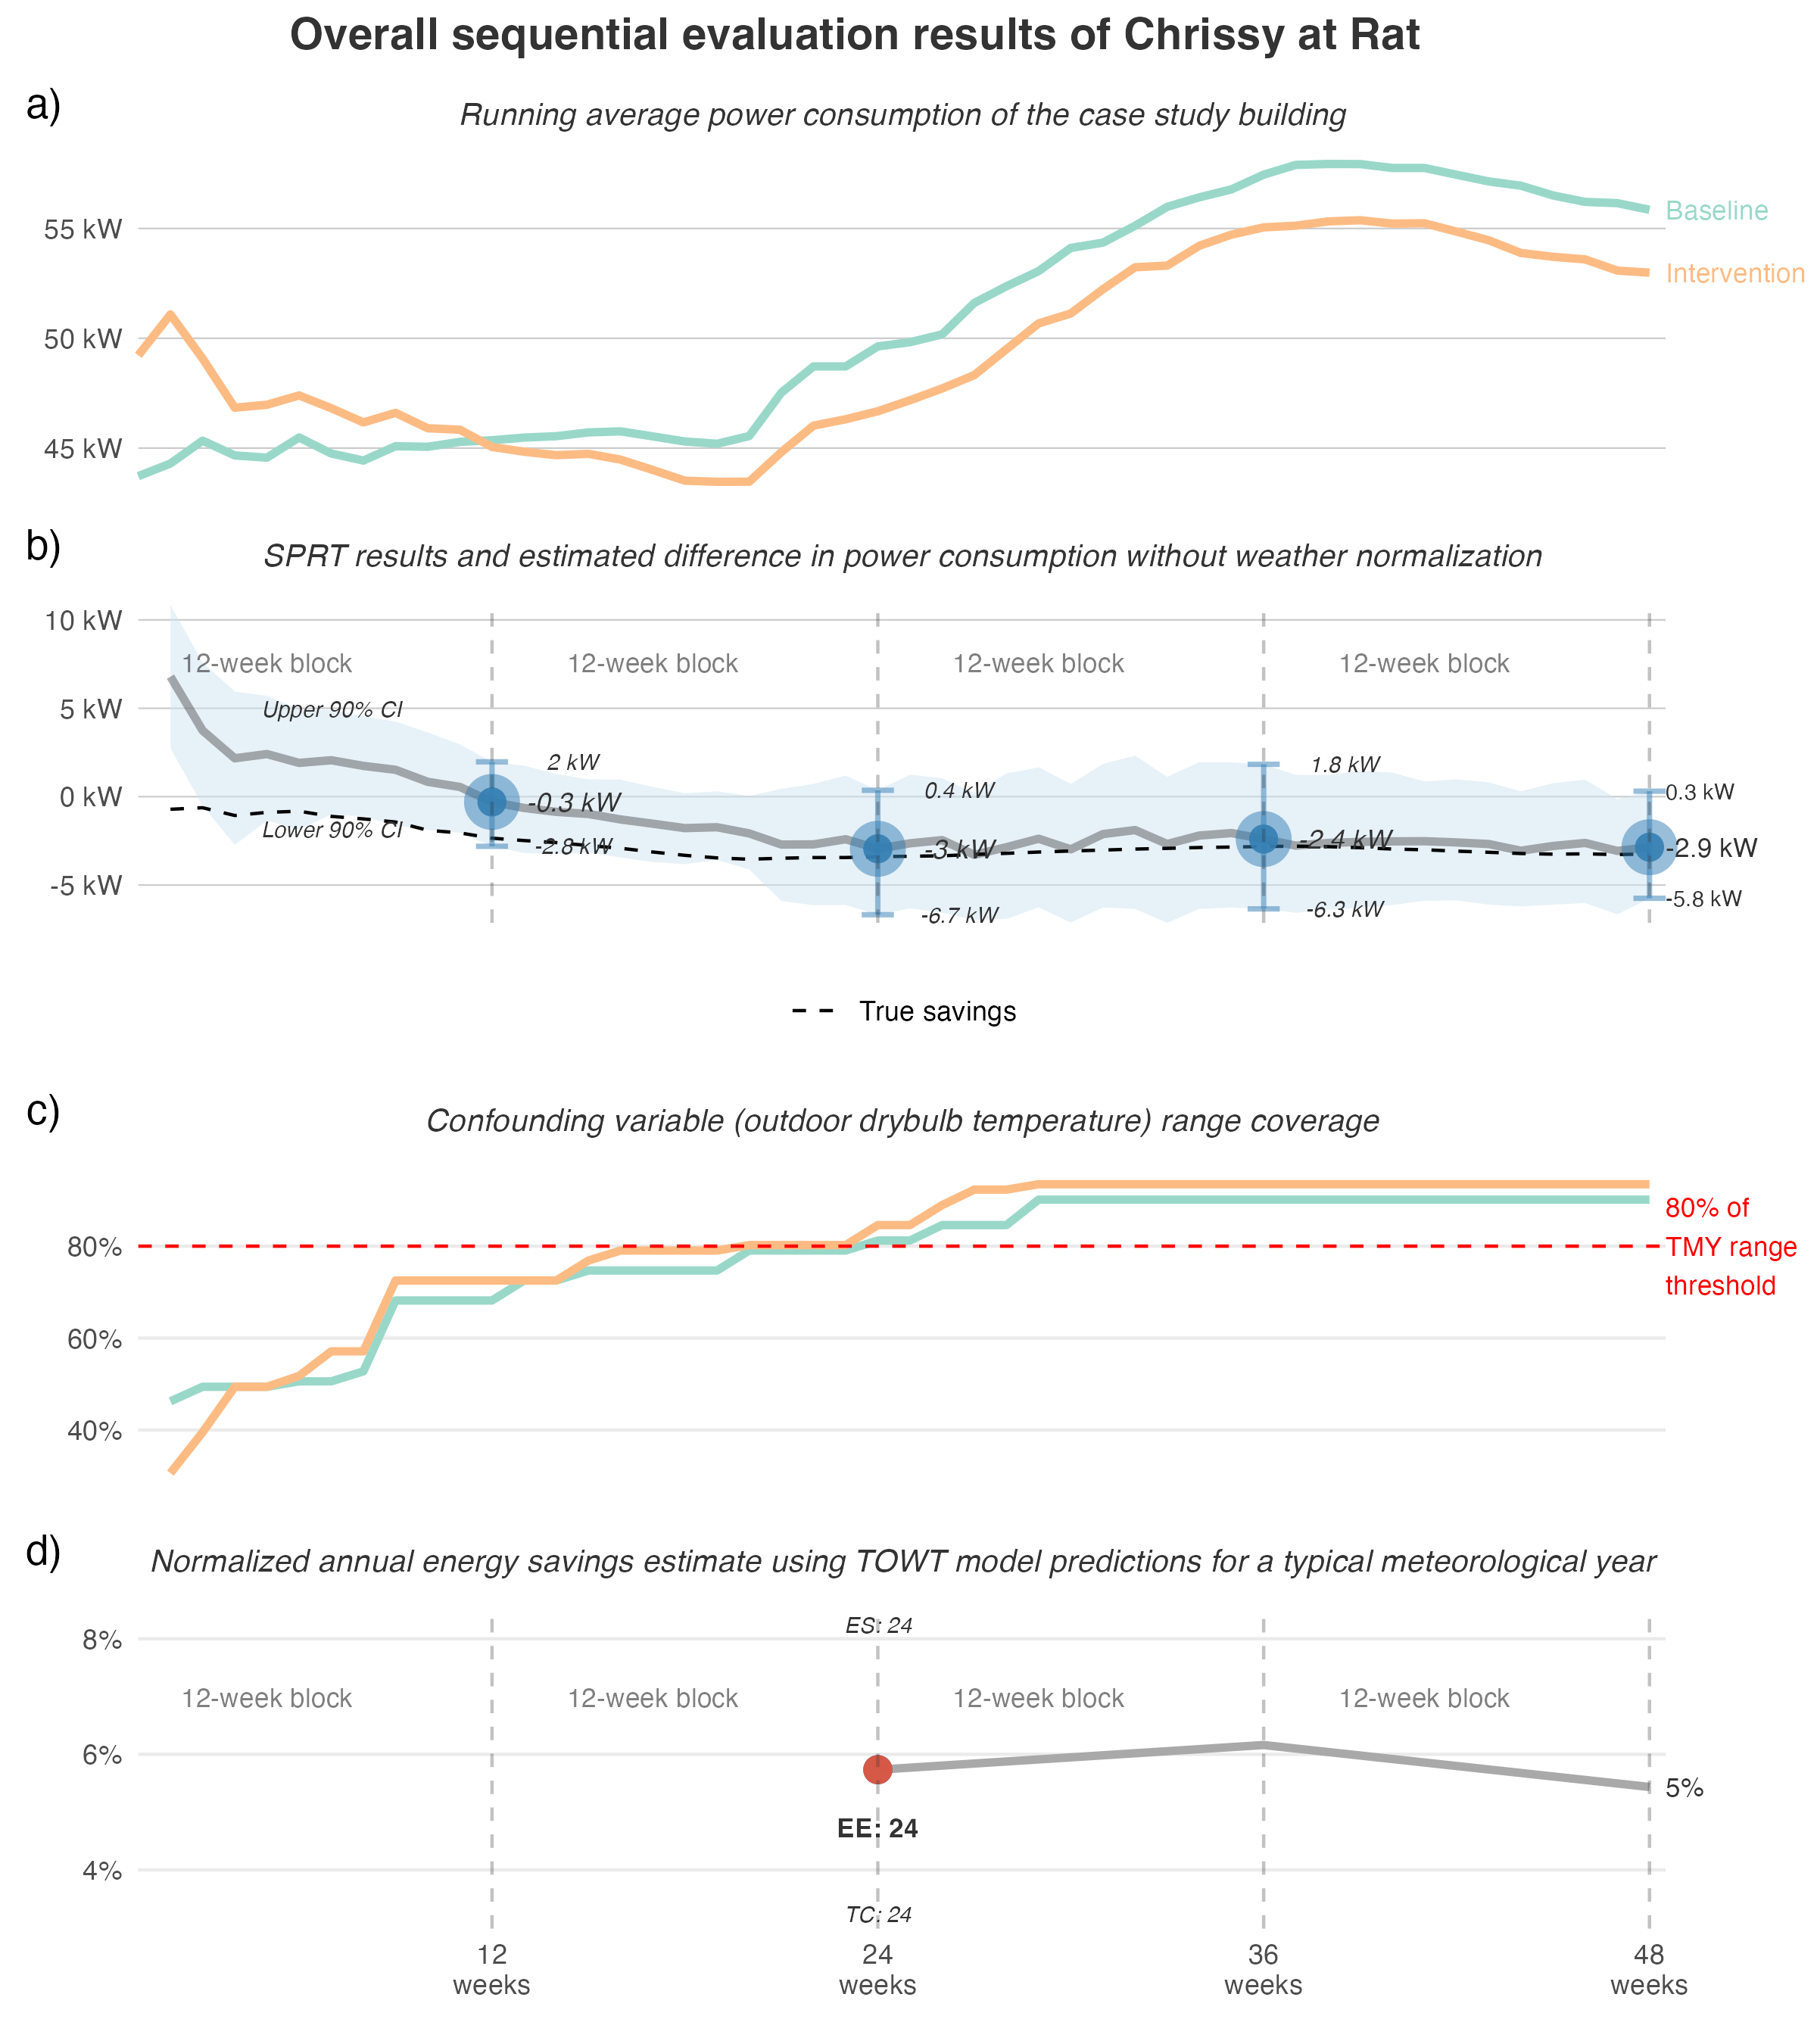 Overall sequential evaluation results of Chrissy at Rat
a)
Running average power consumption of the case study building
55 kW
50 kW
45 kW
Baseline
Intervention
b)
SPRT results and estimated difference in power consumption without weather normalization
10 kW
5 kW
0 kW
-5 kW
12-week block
12-week block
12-week block
12-week block
Upper 90% CI
Lower 90% CI
2 kW
-0.3 kW
-2.8 kW
0.4 kW
-3 kW
-6.7 kW
1.8 kW
-2.4 kW
-6.3 kW
0.3 kW
-2.9 kW
-5.8 kW
True savings
c)
Confounding variable (outdoor drybulb temperature) range coverage
80%
60%
40%
80% of
TMY range
threshold
d)
Normalized annual energy savings estimate using TOWT model predictions for a typical meteorological year
8%
6%
4%
ES: 24
12-week block
12-week block
12-week block
12-week block
5%
EE: 24
TC: 24
12
weeks
24
weeks
36
weeks
48
weeks